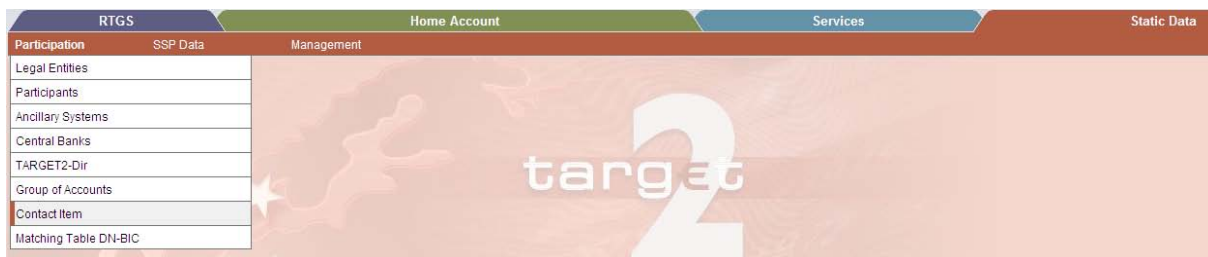 RTGS Home Account Services Static Data
Participation SSP Data Management
Legal Entities
Participants
Ancillary Systems
Central Banks
TARGET2-Dir
Group of Accounts
Contact Item
Matching Table DN-BIC
target
2